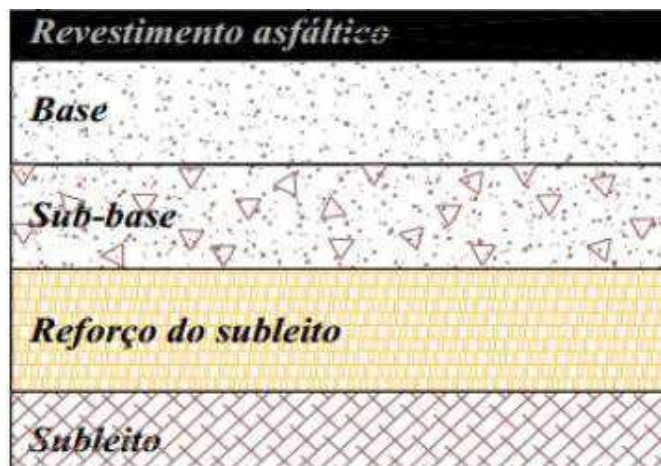 Revestimento asfáltico
Base
Sub-base
Reforço do subleito
Subleito